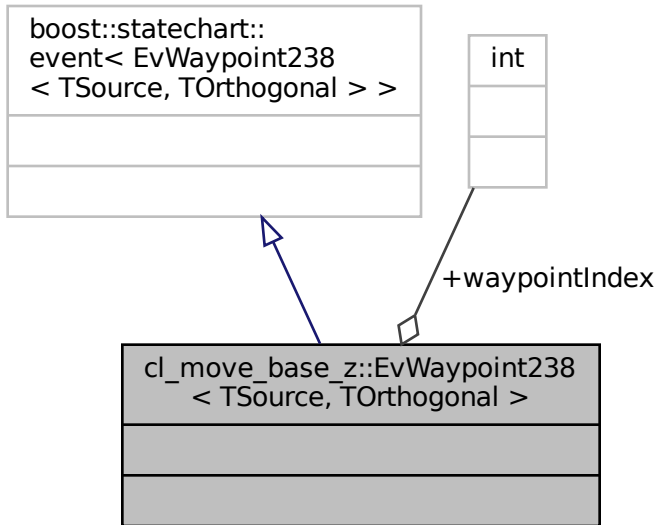 boost::statechart::
event< EvWaypoint238
< TSource, TOrthogonal > >
int
+waypointIndex
cl_move_base_z::EvWaypoint238
< TSource, TOrthogonal >